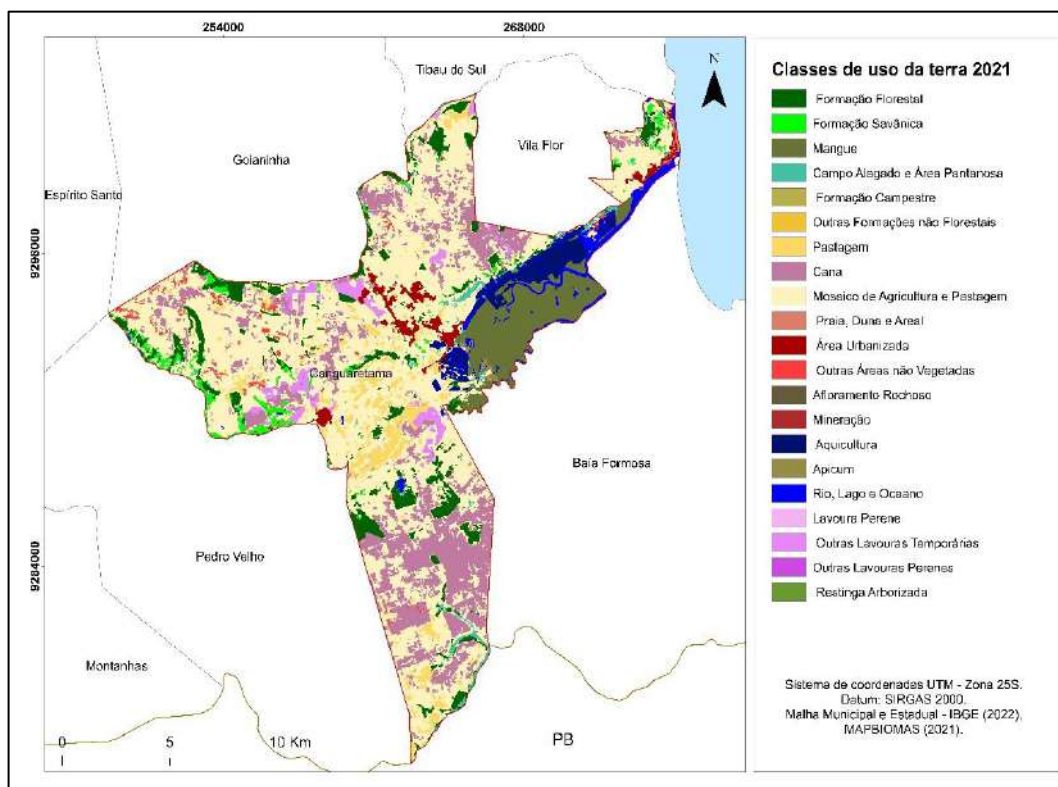 254000
268000
Tibau do Sul
N
Vila Flor
Goianinha
Espírito Santo
9298000
Canguaretama
Baía Formosa
Pedro Velho
9284000
Montanhas
0 5 10 Km
PB
Classes de uso da terra 2021
Formação Florestal
Formação Savânica
Mangue
Campo Alagado e Área Pantanosa
Formação Campestre
Outras Formações não Florestais
Pastagem
Cana
Mosaico de Agricultura e Pastagem
Praia, Duna e Areal
Área Urbanizada
Outras Áreas não Vegetadas
Afloramento Rochoso
Mineração
Aquicultura
Apicum
Rio, Lago e Oceano
Lavoura Perene
Outras Lavouras Temporárias
Outras Lavouras Perenes
Restinga Arborizada
Sistema de coordenadas UTM - Zona 25S.
Datum: SIRGAS 2000.
Malha Municipal e Estadual - IBGE (2022),
MAPBIOMAS (2021).